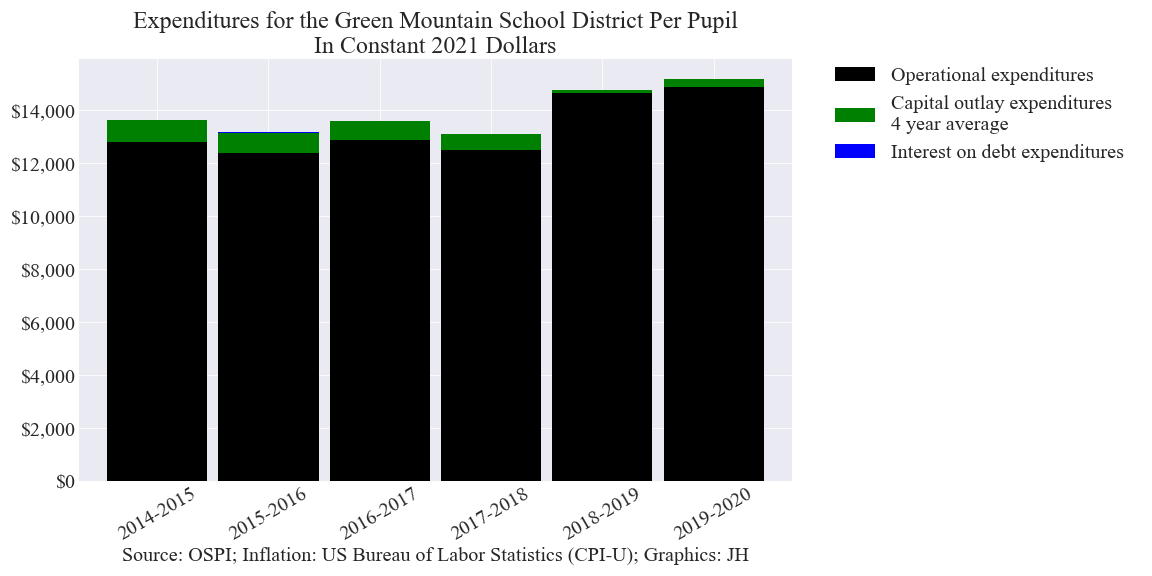 Expenditures for the Green Mountain School District Per Pupil
In Constant 2021 Dollars
Operational expenditures
Capital outlay expenditures
4 year average
Interest on debt expenditures
$14,000
$12,000
$10,000
$8,000
$6,000
$4,000
$2,000
$0
2014-2015
2015-2016
2016-2017
2017-2018
2018-2019
2019-2020
Source: OSPI; Inflation: US Bureau of Labor Statistics (CPI-U); Graphics: JH